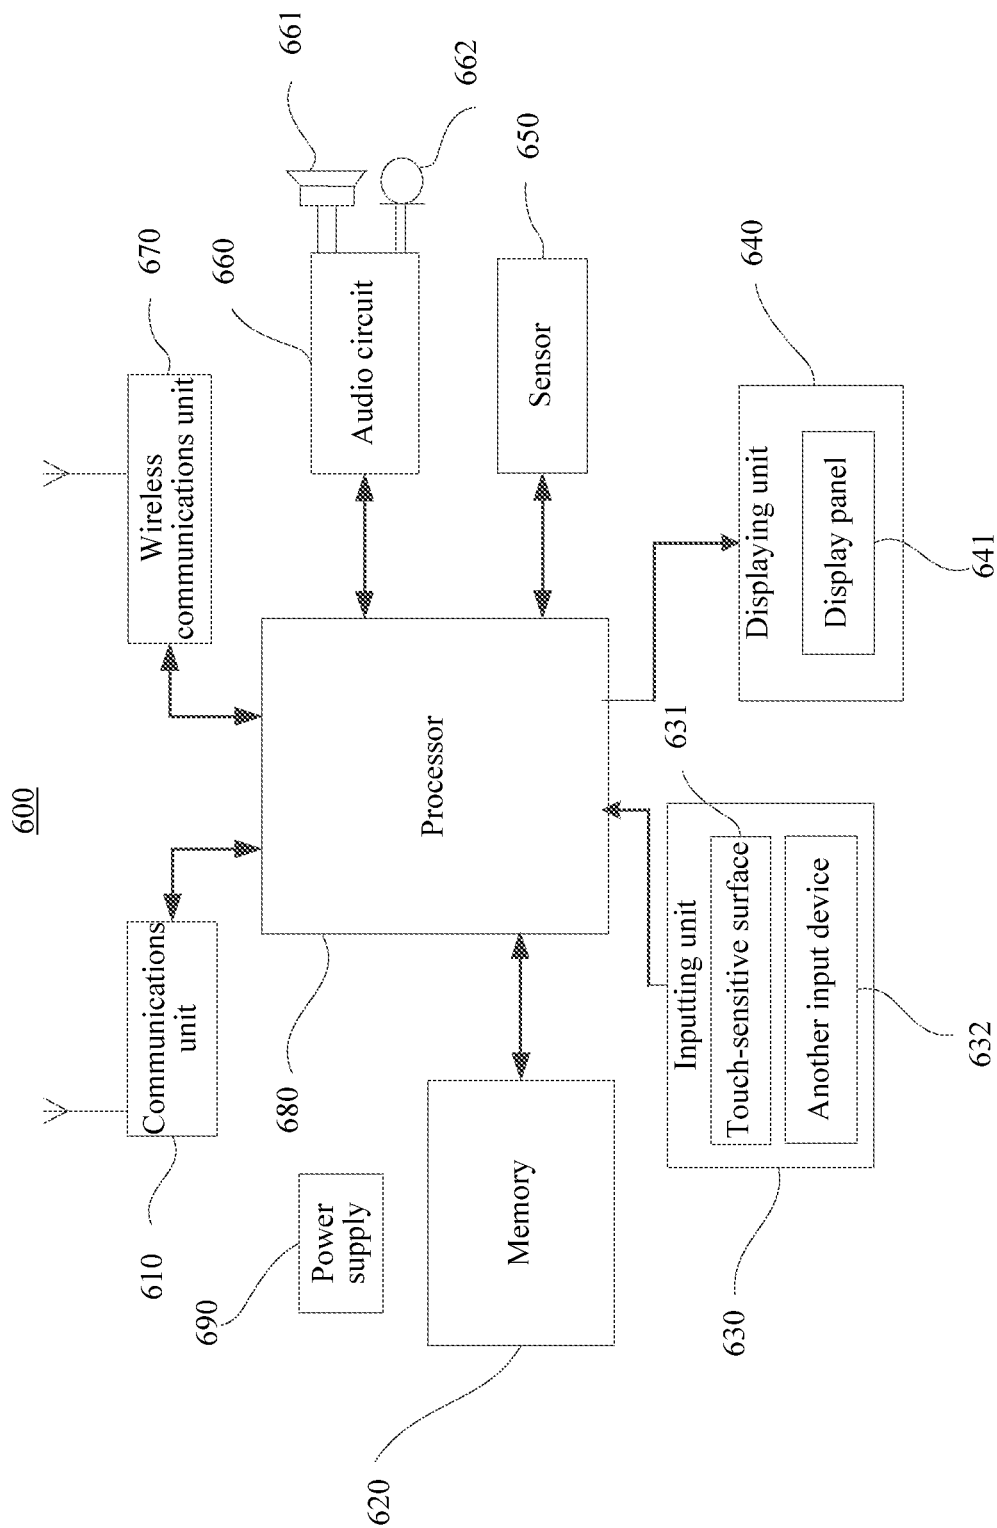 600
610
Communications
unit
Wireless
communications unit
670
690
Power
supply
680
Processor
660
Audio circuit
661
662
620
Memory
Sensor
650
630
Inputting unit
Touch-sensitive surface
631
Another input device
632
Displaying unit
640
Display panel
641